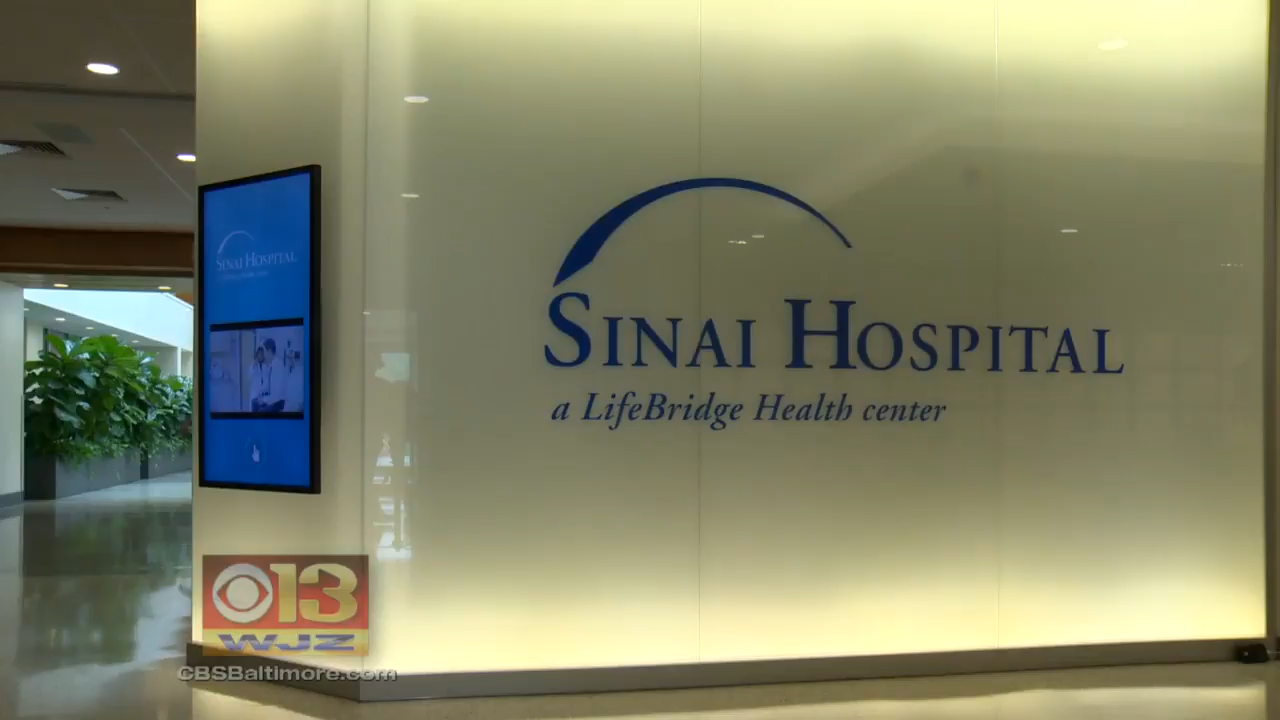 SINAI HOSPITAL
SINAI HOSPITAL
a LifeBridge Health center
13
WJZ
CBSBaltimore.com